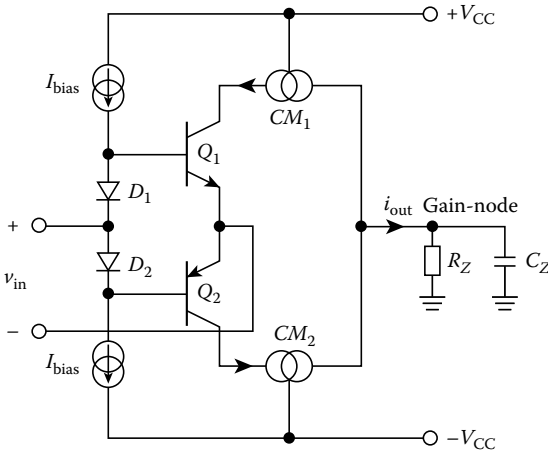 +V_CC
I_bias
CM_1
Q_1
D_1
+
i_out Gain-node
D_2
R_Z
C_Z
v_in
Q_2
−
CM_2
I_bias
−V_CC